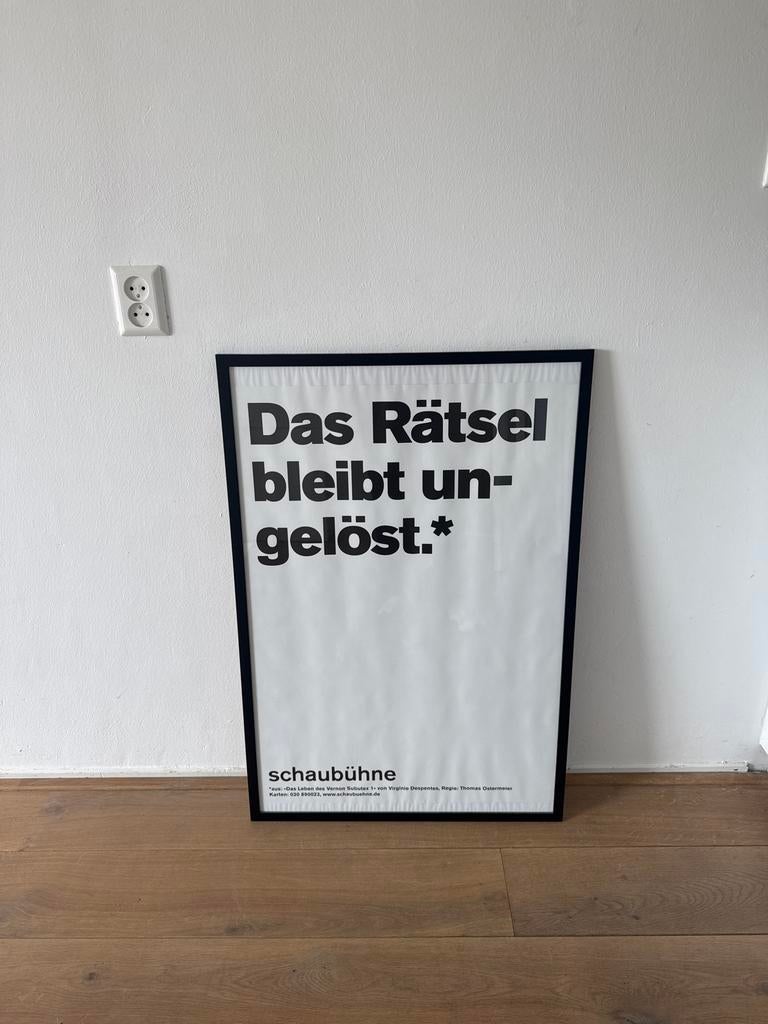 Das Rätsel
bleibt un-
gelöst.*
schaubühne
*aus: »Das Leben des Vernon Subutex 1« von Virginie Despentes, Regie: Thomas Ostermeier
Karten: 030 890023, www.schaubuehne.de